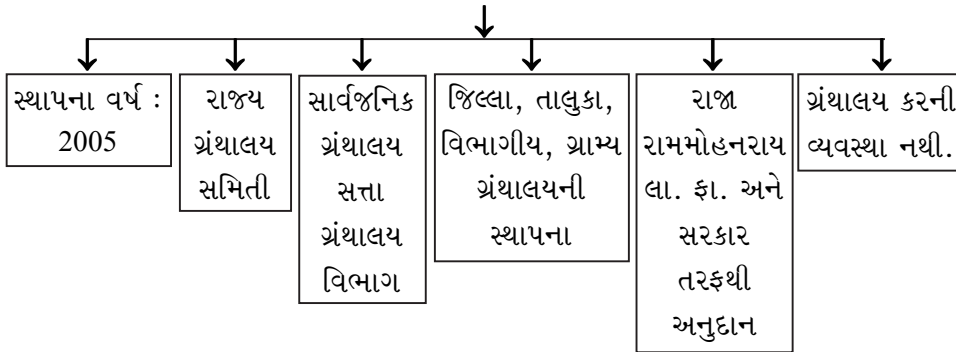 સ્થાપના વર્ષ :
2005
રાજ્ય
ગ્રંથાલય
સમિતી
સાર્વજનિક
ગ્રંથાલય
સત્તા
ગ્રંથાલય
વિભાગ
જિલ્લા, તાલુકા,
વિભાગીય, ગ્રામ્ય
ગ્રંથાલયની
સ્થાપના
રાજા
રામમોહનરાય
લા. ફા. અને
સરકાર
તરફથી
અનુદાન
ગ્રંથાલય કરની
વ્યવસ્થા નથી.